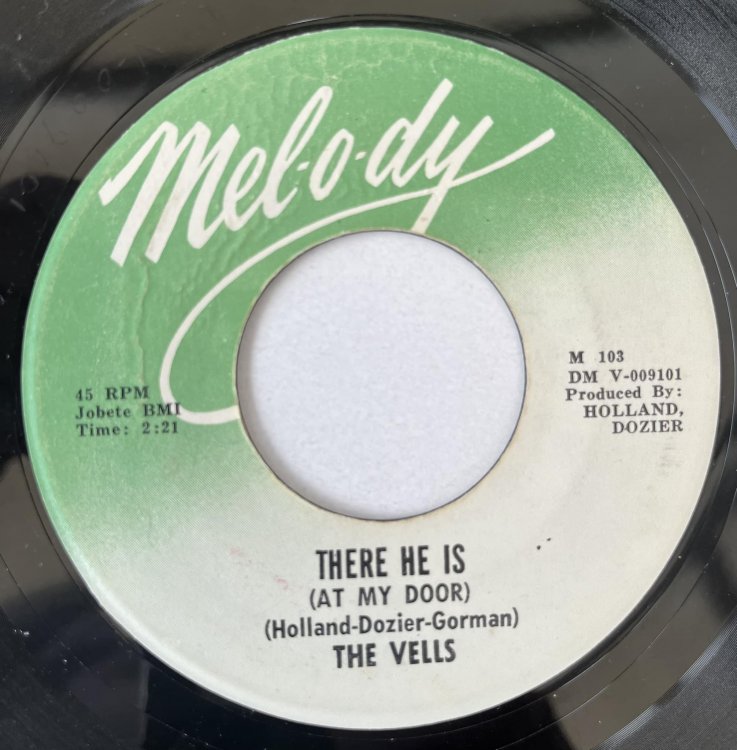 Mel-o-dy
45 RPM
Jobete BMI
Time: 2:21
M 103
DM V-009101
Produced By:
HOLLAND,
DOZIER
THERE HE IS
(AT MY DOOR)
(Holland-Dozier-Gorman)
THE VELLS